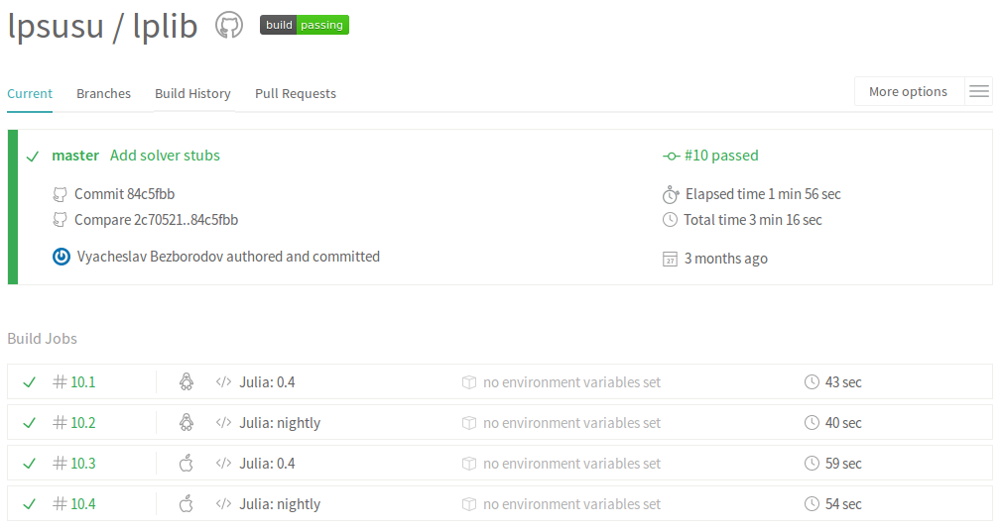 lpsusu / lplib build passing
Current Branches Build History Pull Requests More options
master Add solver stubs #10 passed
Commit 84c5fbb Elapsed time 1 min 56 sec
Compare 2c70521..84c5fbb Total time 3 min 16 sec
Vyacheslav Bezborodov authored and committed 3 months ago
27
Build Jobs
# 10.1 </> Julia: 0.4 no environment variables set 43 sec
# 10.2 </> Julia: nightly no environment variables set 40 sec
# 10.3 </> Julia: 0.4 no environment variables set 59 sec
# 10.4 </> Julia: nightly no environment variables set 54 sec